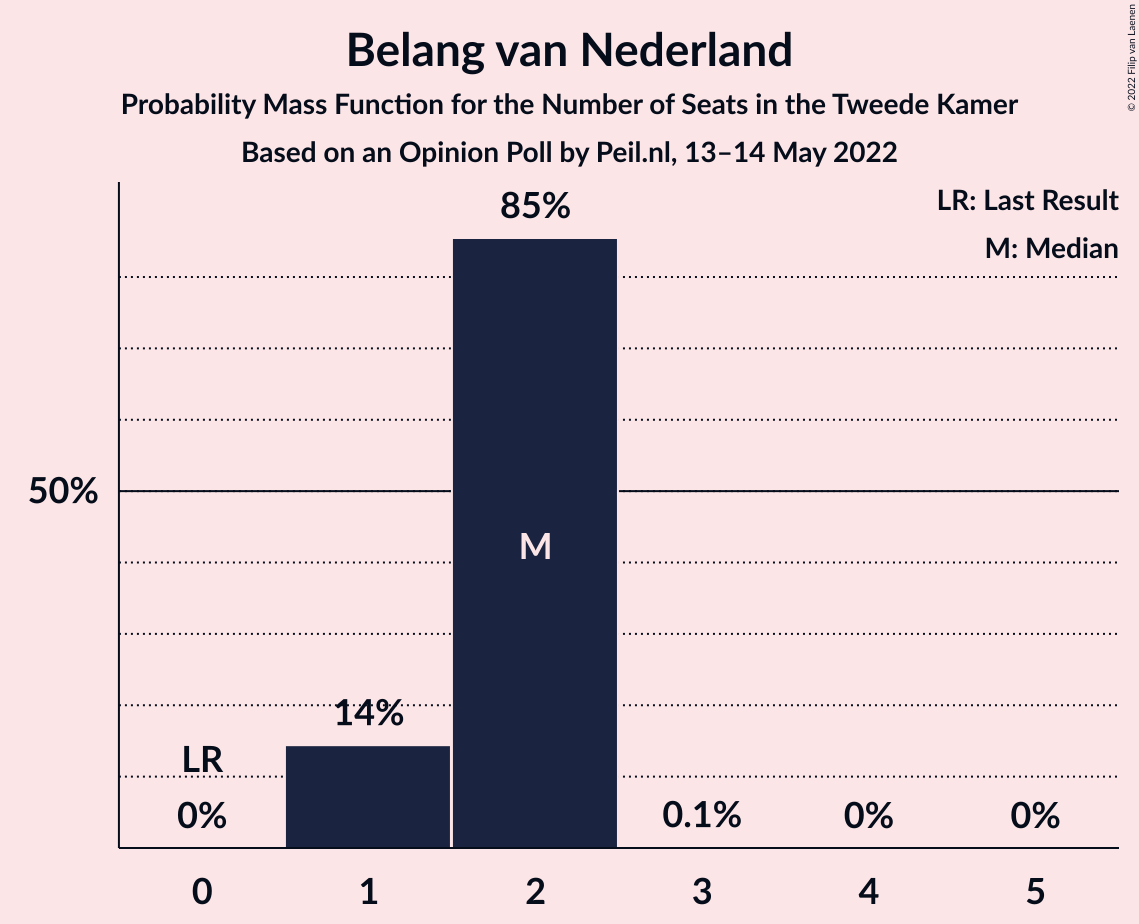 Belang van Nederland
Probability Mass Function for the Number of Seats in the Tweede Kamer
Based on an Opinion Poll by Peil.nl, 13–14 May 2022
© 2022 Filip van Laenen
LR: Last Result
M: Median
85%
50%
M
14%
LR
0%
0.1%
0%
0%
0 1 2 3 4 5